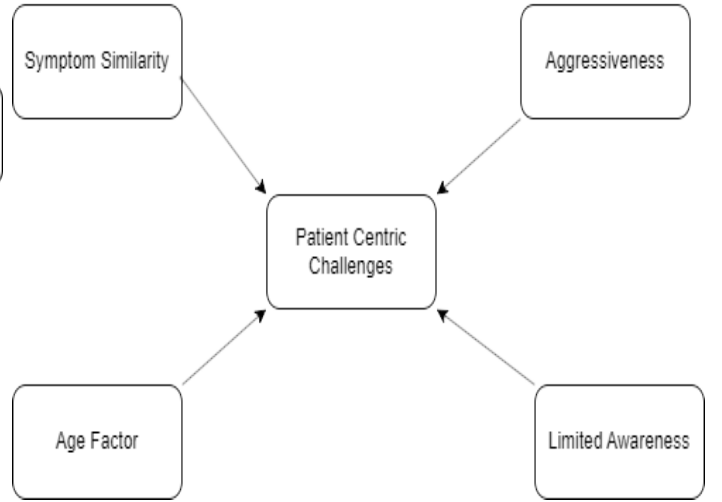 Symptom Similarity
Aggressiveness
Patient Centric
Challenges
Age Factor
Limited Awareness